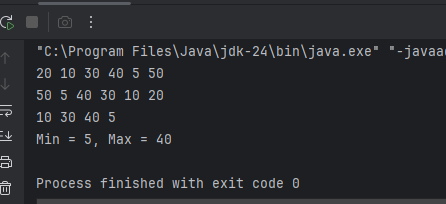 "C:\Program Files\Java\jdk-24\bin\java.exe" "-javaag
20 10 30 40 5 50
50 5 40 30 10 20
10 30 40 5
Min = 5, Max = 40
Process finished with exit code 0